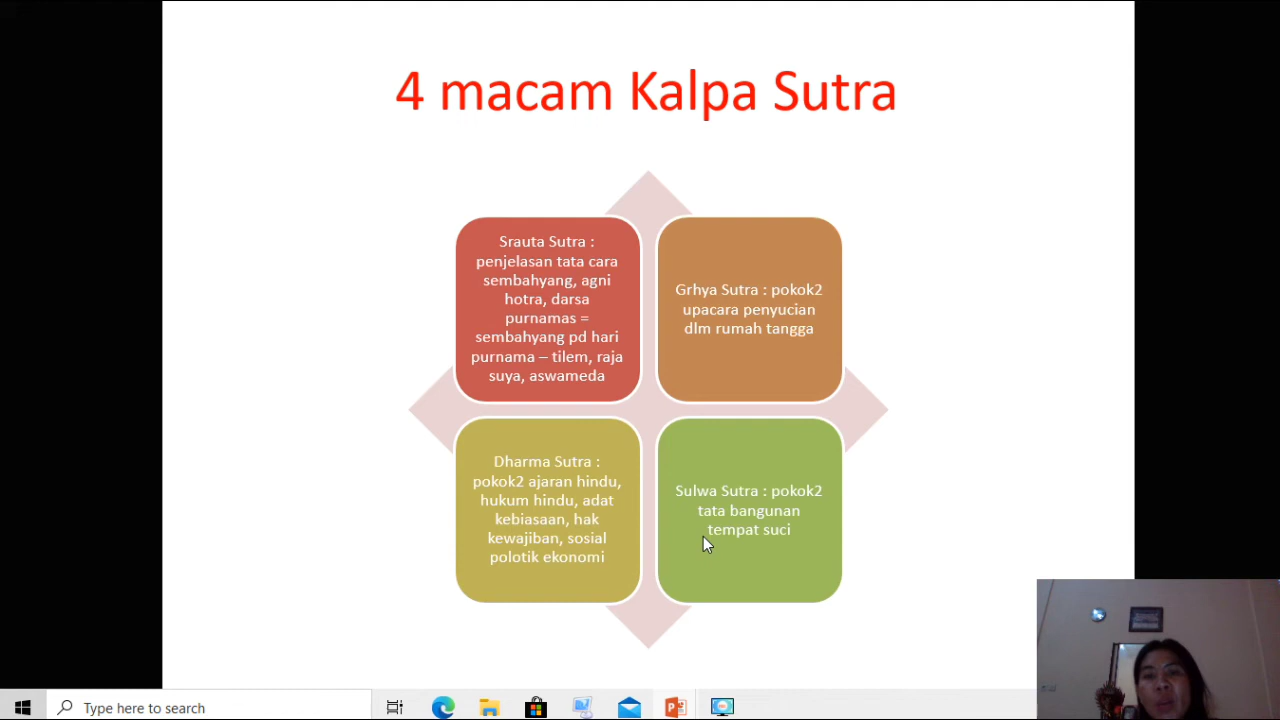 4 macam Kalpa Sutra
Srauta Sutra :
penjelasan tata cara
sembahyang, agni
hotra, darsa
purnamas =
sembahyang pd hari
purnama – tilem, raja
suya, aswameda
Grhya Sutra : pokok2
upacara penyucian
dlm rumah tangga
Dharma Sutra :
pokok2 ajaran hindu,
hukum hindu, adat
kebiasaan, hak
kewajiban, sosial
polotik ekonomi
Sulwa Sutra : pokok2
tata bangunan
tempat suci
Type here to search